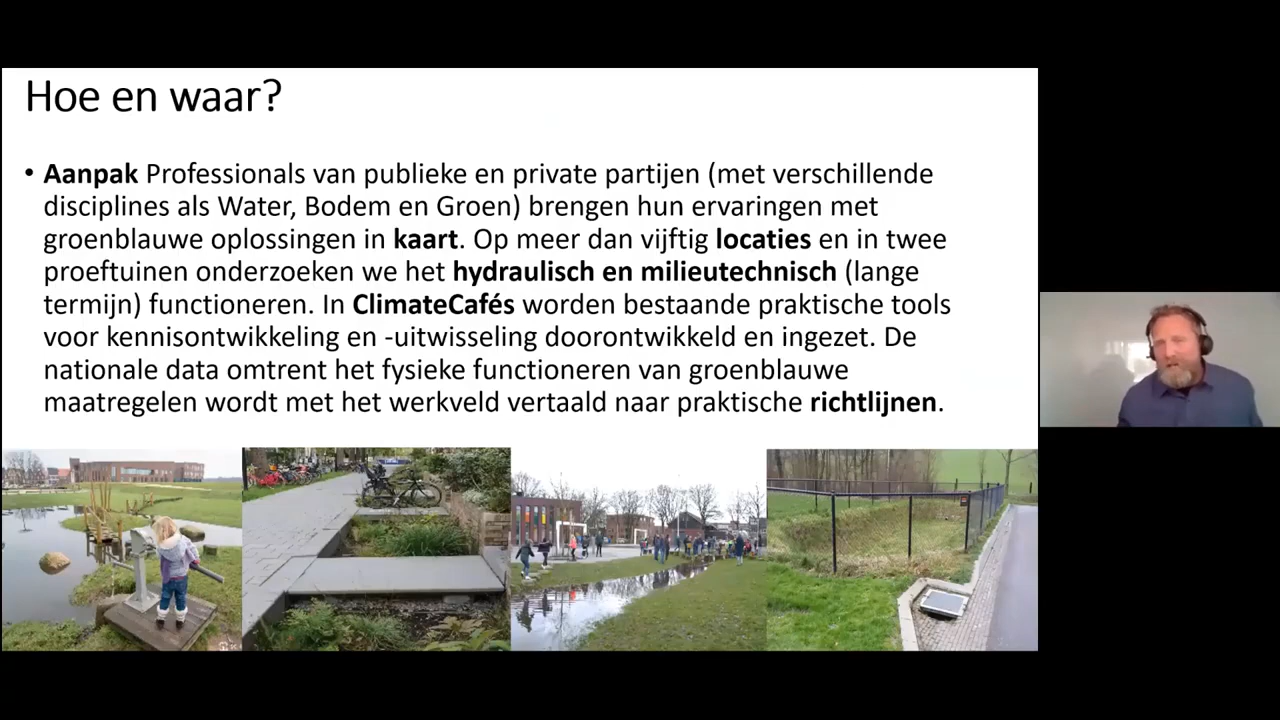 Hoe en waar?
• Aanpak Professionals van publieke en private partijen (met verschillende
disciplines als Water, Bodem en Groen) brengen hun ervaringen met
groenblauwe oplossingen in kaart. Op meer dan vijftig locaties en in twee
proeftuinen onderzoeken we het hydraulisch en milieutechnisch (lange
termijn) functioneren. In ClimateCafés worden bestaande praktische tools
voor kennisontwikkeling en -uitwisseling doorontwikkeld en ingezet. De
nationale data omtrent het fysieke functioneren van groenblauwe
maatregelen wordt met het werkveld vertaald naar praktische richtlijnen.